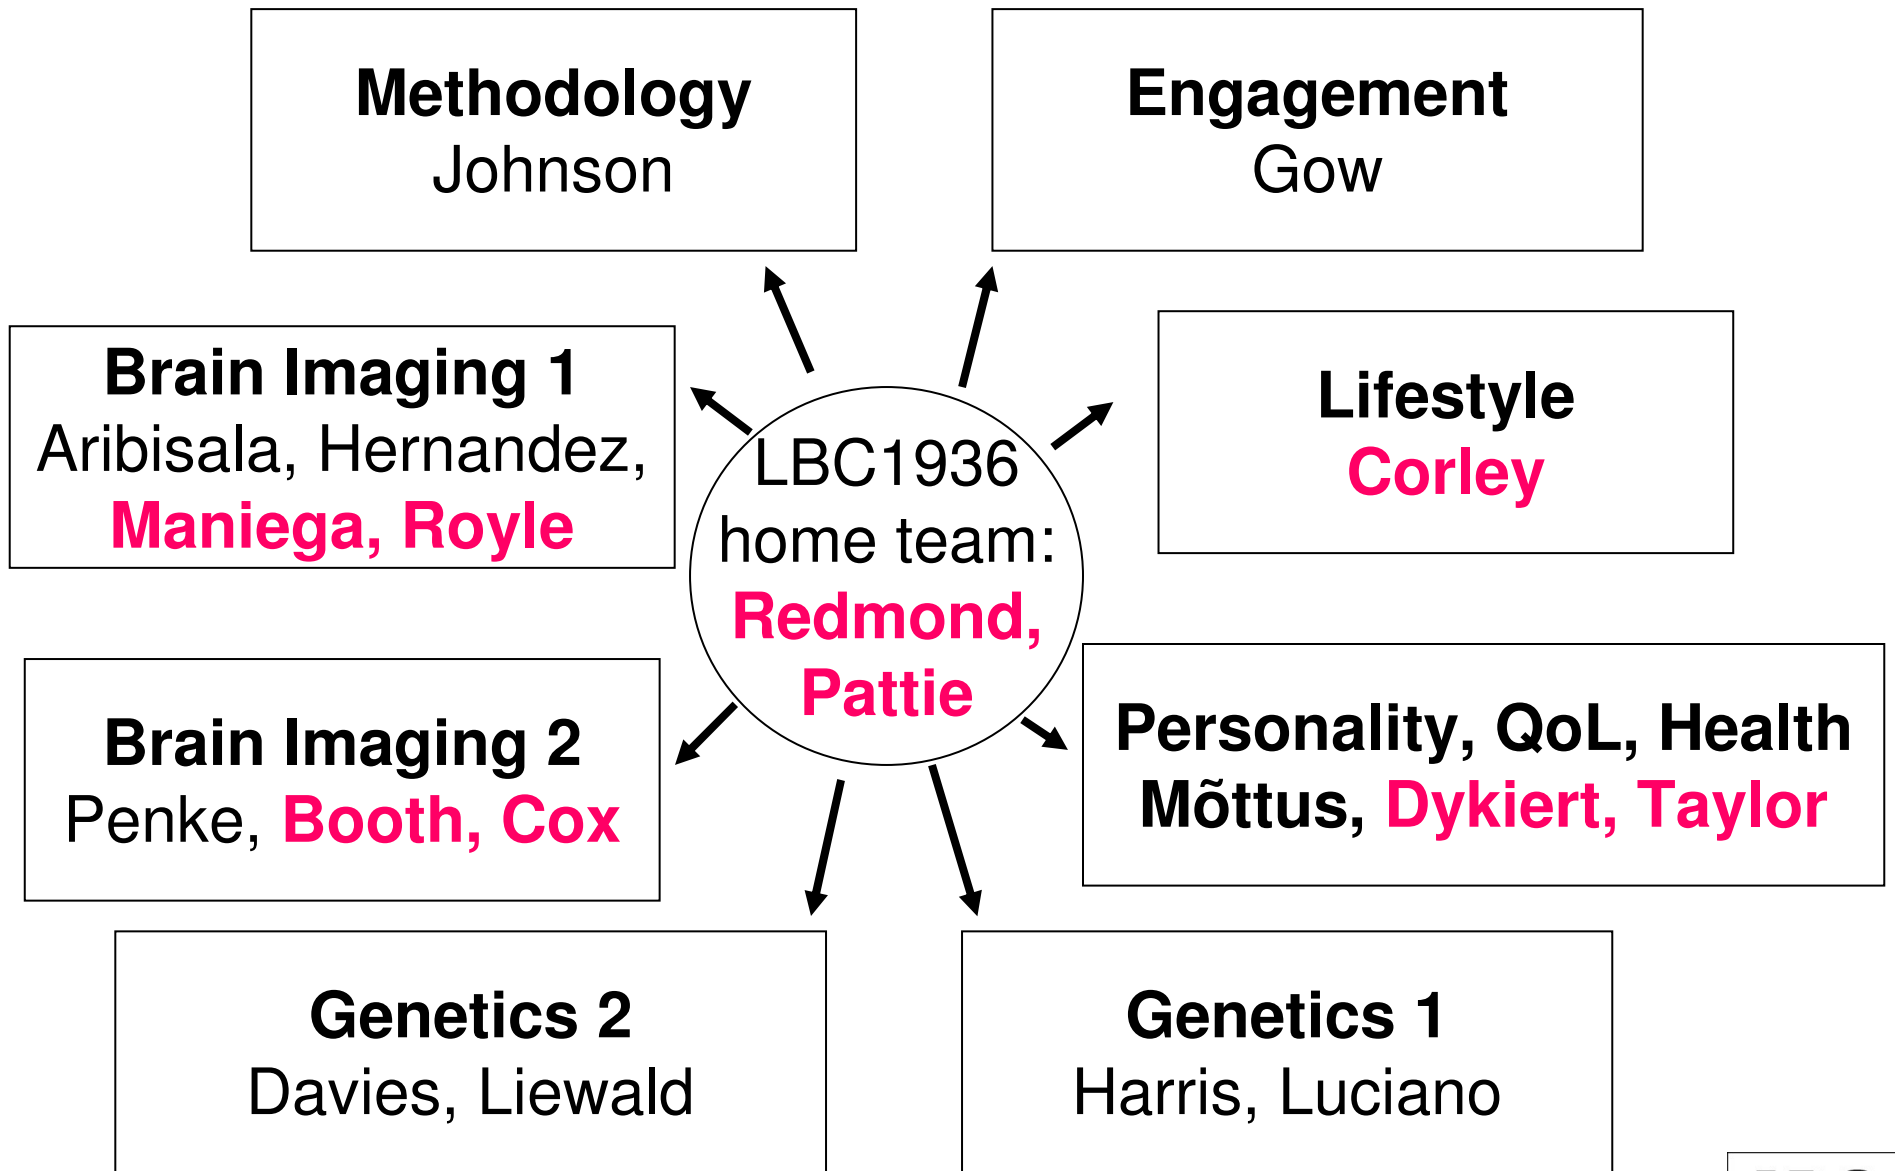 Methodology
Johnson
Engagement
Gow
Brain Imaging 1
Aribisala, Hernandez,
Maniega, Royle
LBC1936
home team:
Redmond,
Pattie
Lifestyle
Corley
Brain Imaging 2
Penke, Booth, Cox
Personality, QoL, Health
Mõttus, Dykiert, Taylor
Genetics 2
Davies, Liewald
Genetics 1
Harris, Luciano